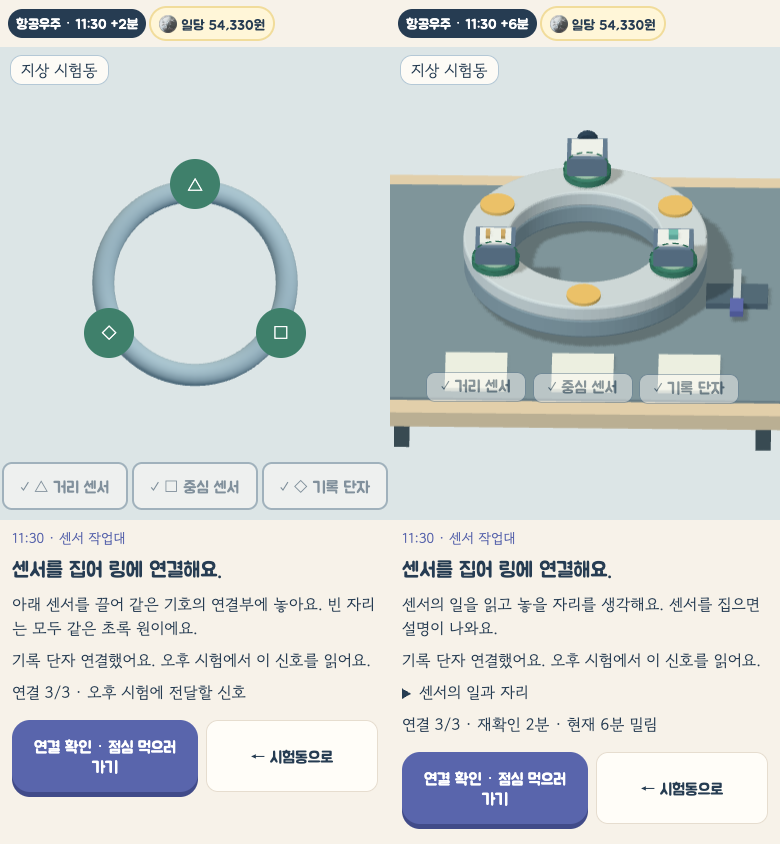 항공우주 · 11:30 +2분
일당 54,330원
지상 시험동
△
◇
□
✓ △ 거리 센서
✓ □ 중심 센서
✓ ◇ 기록 단자
11:30 · 센서 작업대
센서를 집어 링에 연결해요.
아래 센서를 끌어 같은 기호의 연결부에 놓아요. 빈 자리
는 모두 같은 초록 원이에요.
기록 단자 연결했어요. 오후 시험에서 이 신호를 읽어요.
연결 3/3 · 오후 시험에 전달할 신호
연결 확인 · 점심 먹으러
가기
← 시험동으로
항공우주 · 11:30 +6분
일당 54,330원
지상 시험동
✓ 거리 센서
✓ 중심 센서
✓ 기록 단자
11:30 · 센서 작업대
센서를 집어 링에 연결해요.
센서의 일을 읽고 놓을 자리를 생각해요. 센서를 집으면
설명이 나와요.
기록 단자 연결했어요. 오후 시험에서 이 신호를 읽어요.
▶ 센서의 일과 자리
연결 3/3 · 재확인 2분 · 현재 6분 밀림
연결 확인 · 점심 먹으러
가기
← 시험동으로